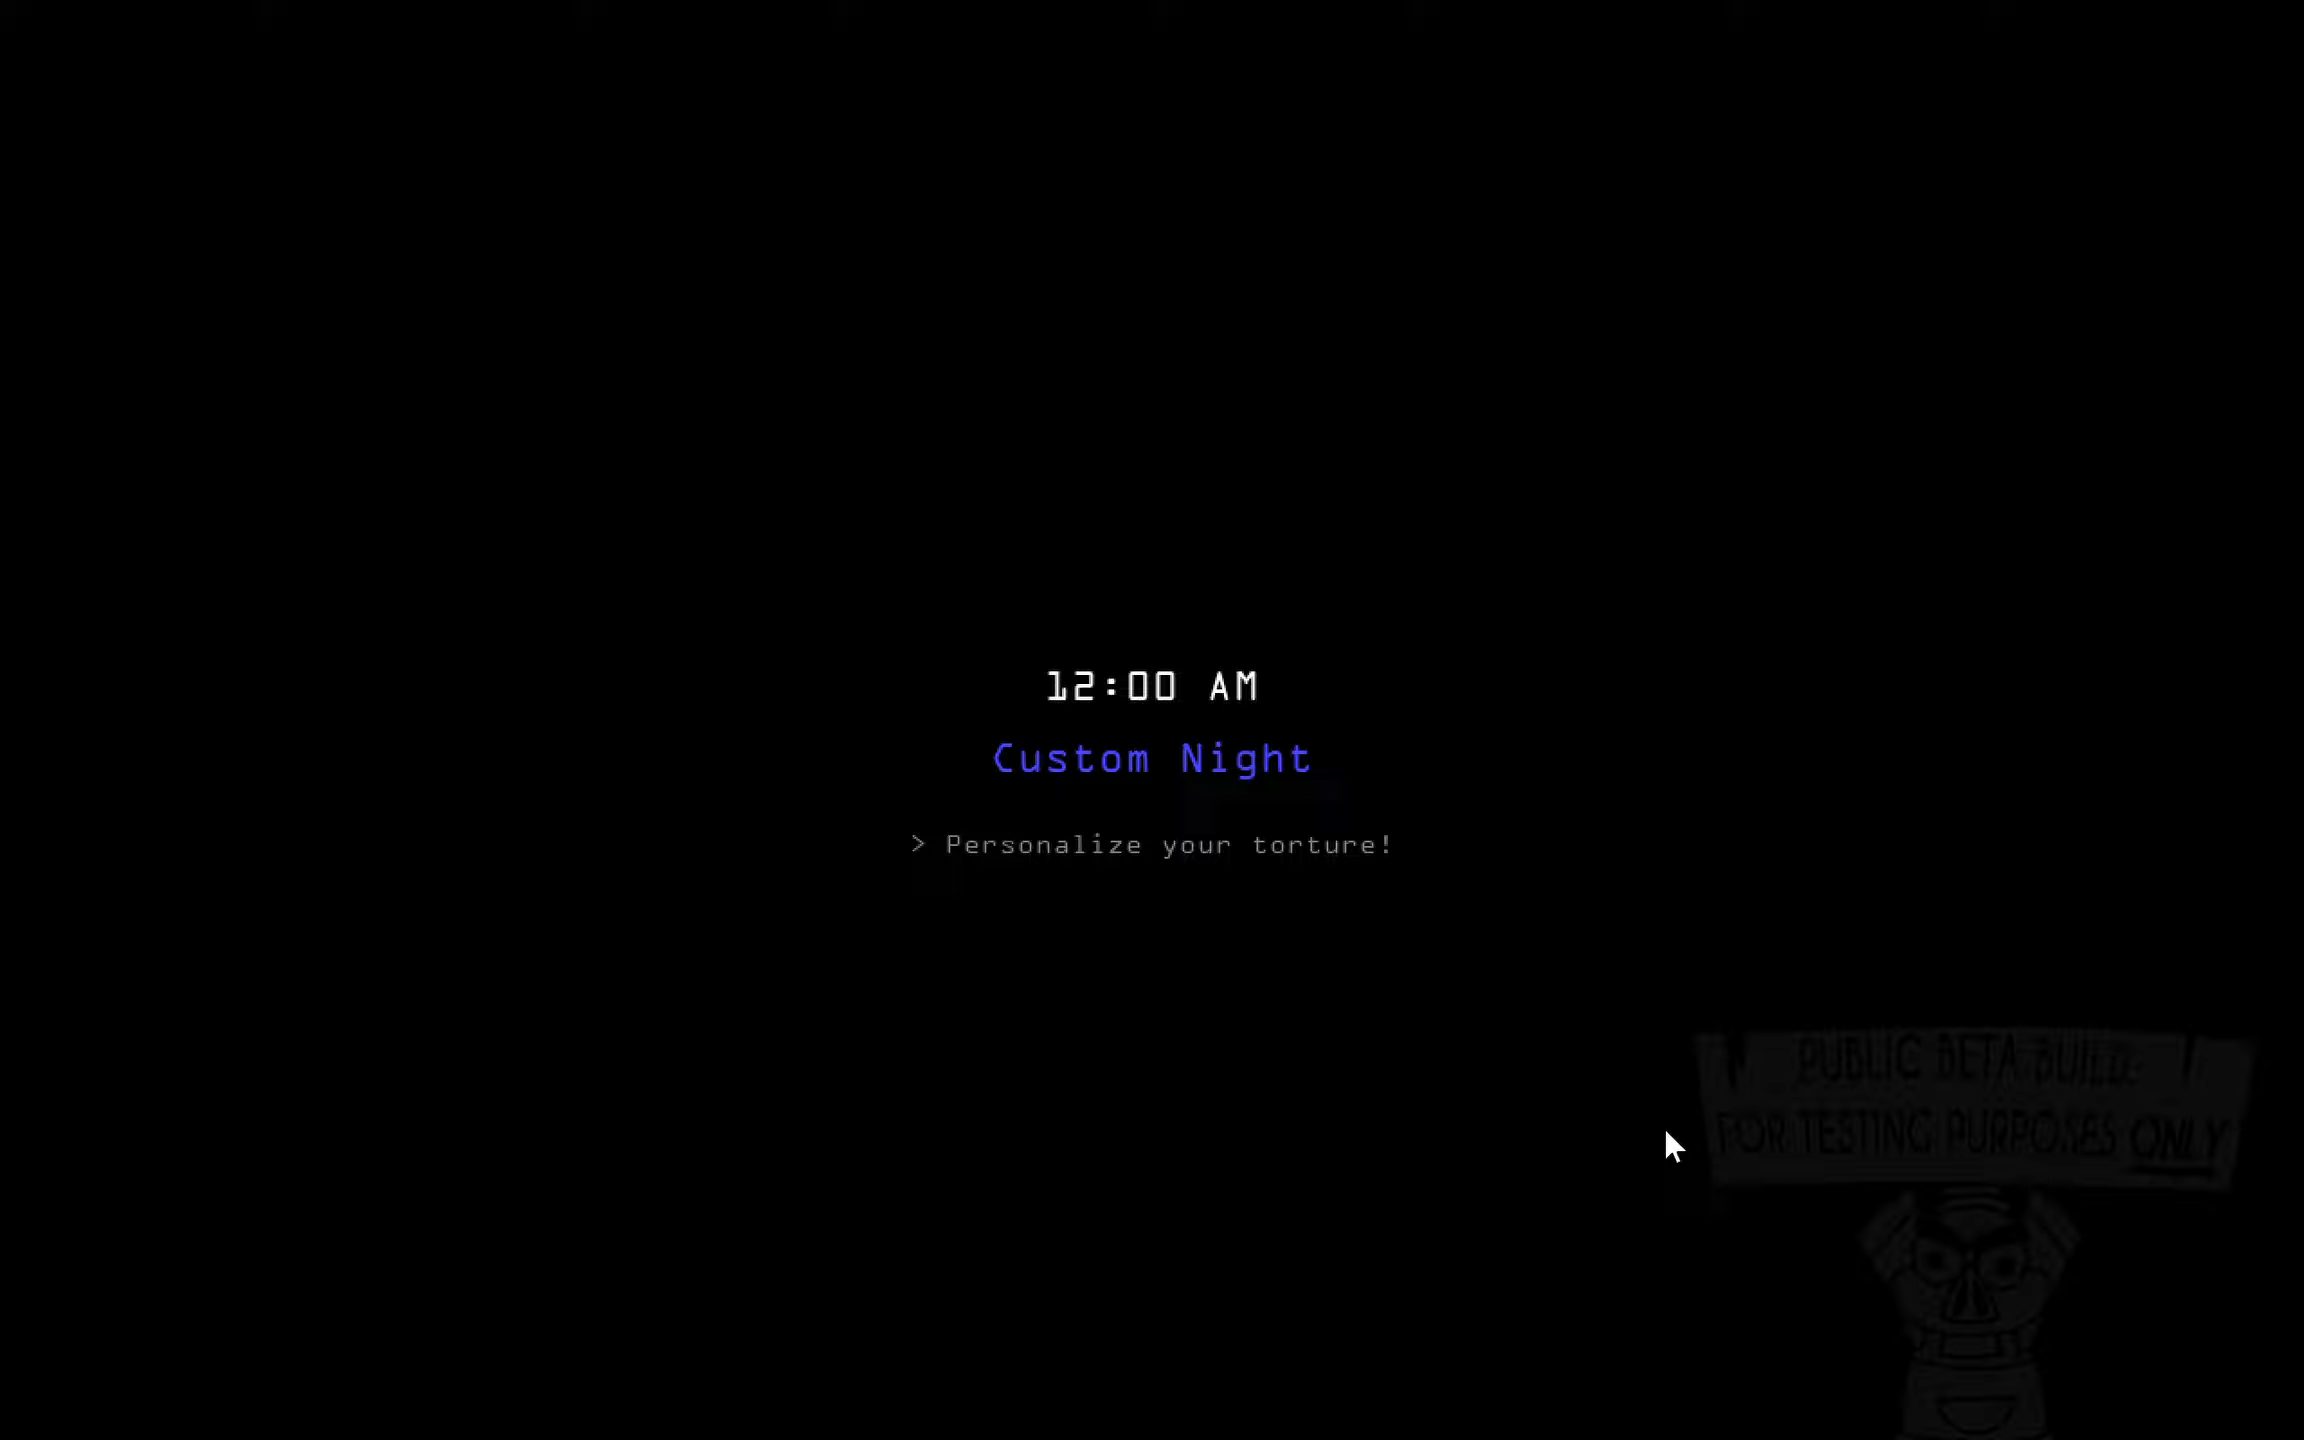 12:00 AM
Custom Night
> Personalize your torture!
PUBLIC BETA BUILD:
FOR TESTING PURPOSES ONLY